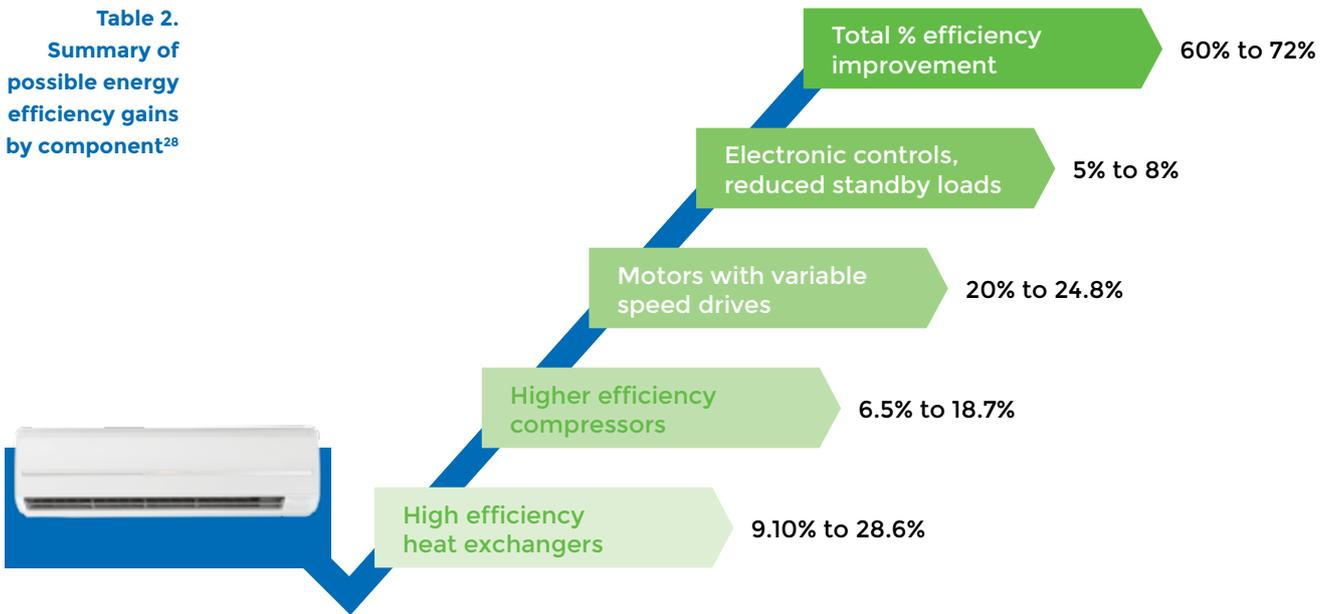 Table 2.
Summary of
possible energy
efficiency gains
by component²⁸
Total % efficiency
improvement
60% to 72%
Electronic controls,
reduced standby loads
5% to 8%
Motors with variable
speed drives
20% to 24.8%
Higher efficiency
compressors
6.5% to 18.7%
High efficiency
heat exchangers
9.10% to 28.6%